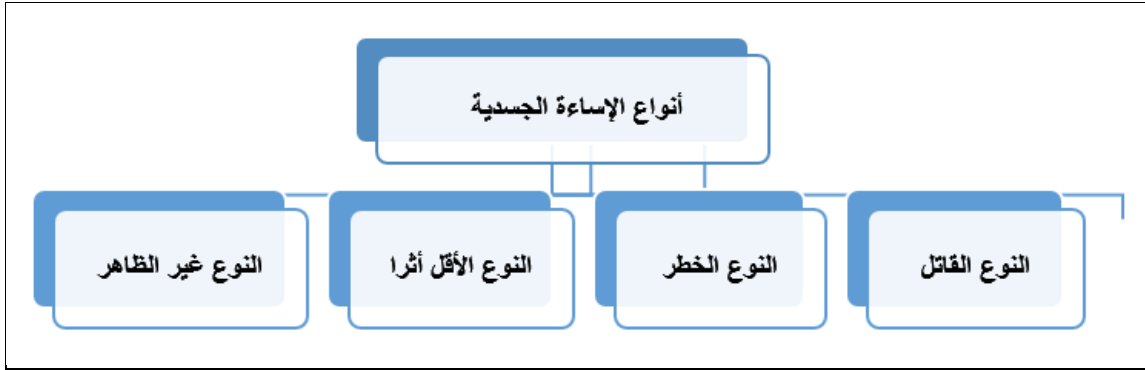 أنواع الإساءة الجسدية
النوع القاتل
النوع الخطر
النوع الأقل أثرا
النوع غير الظاهر